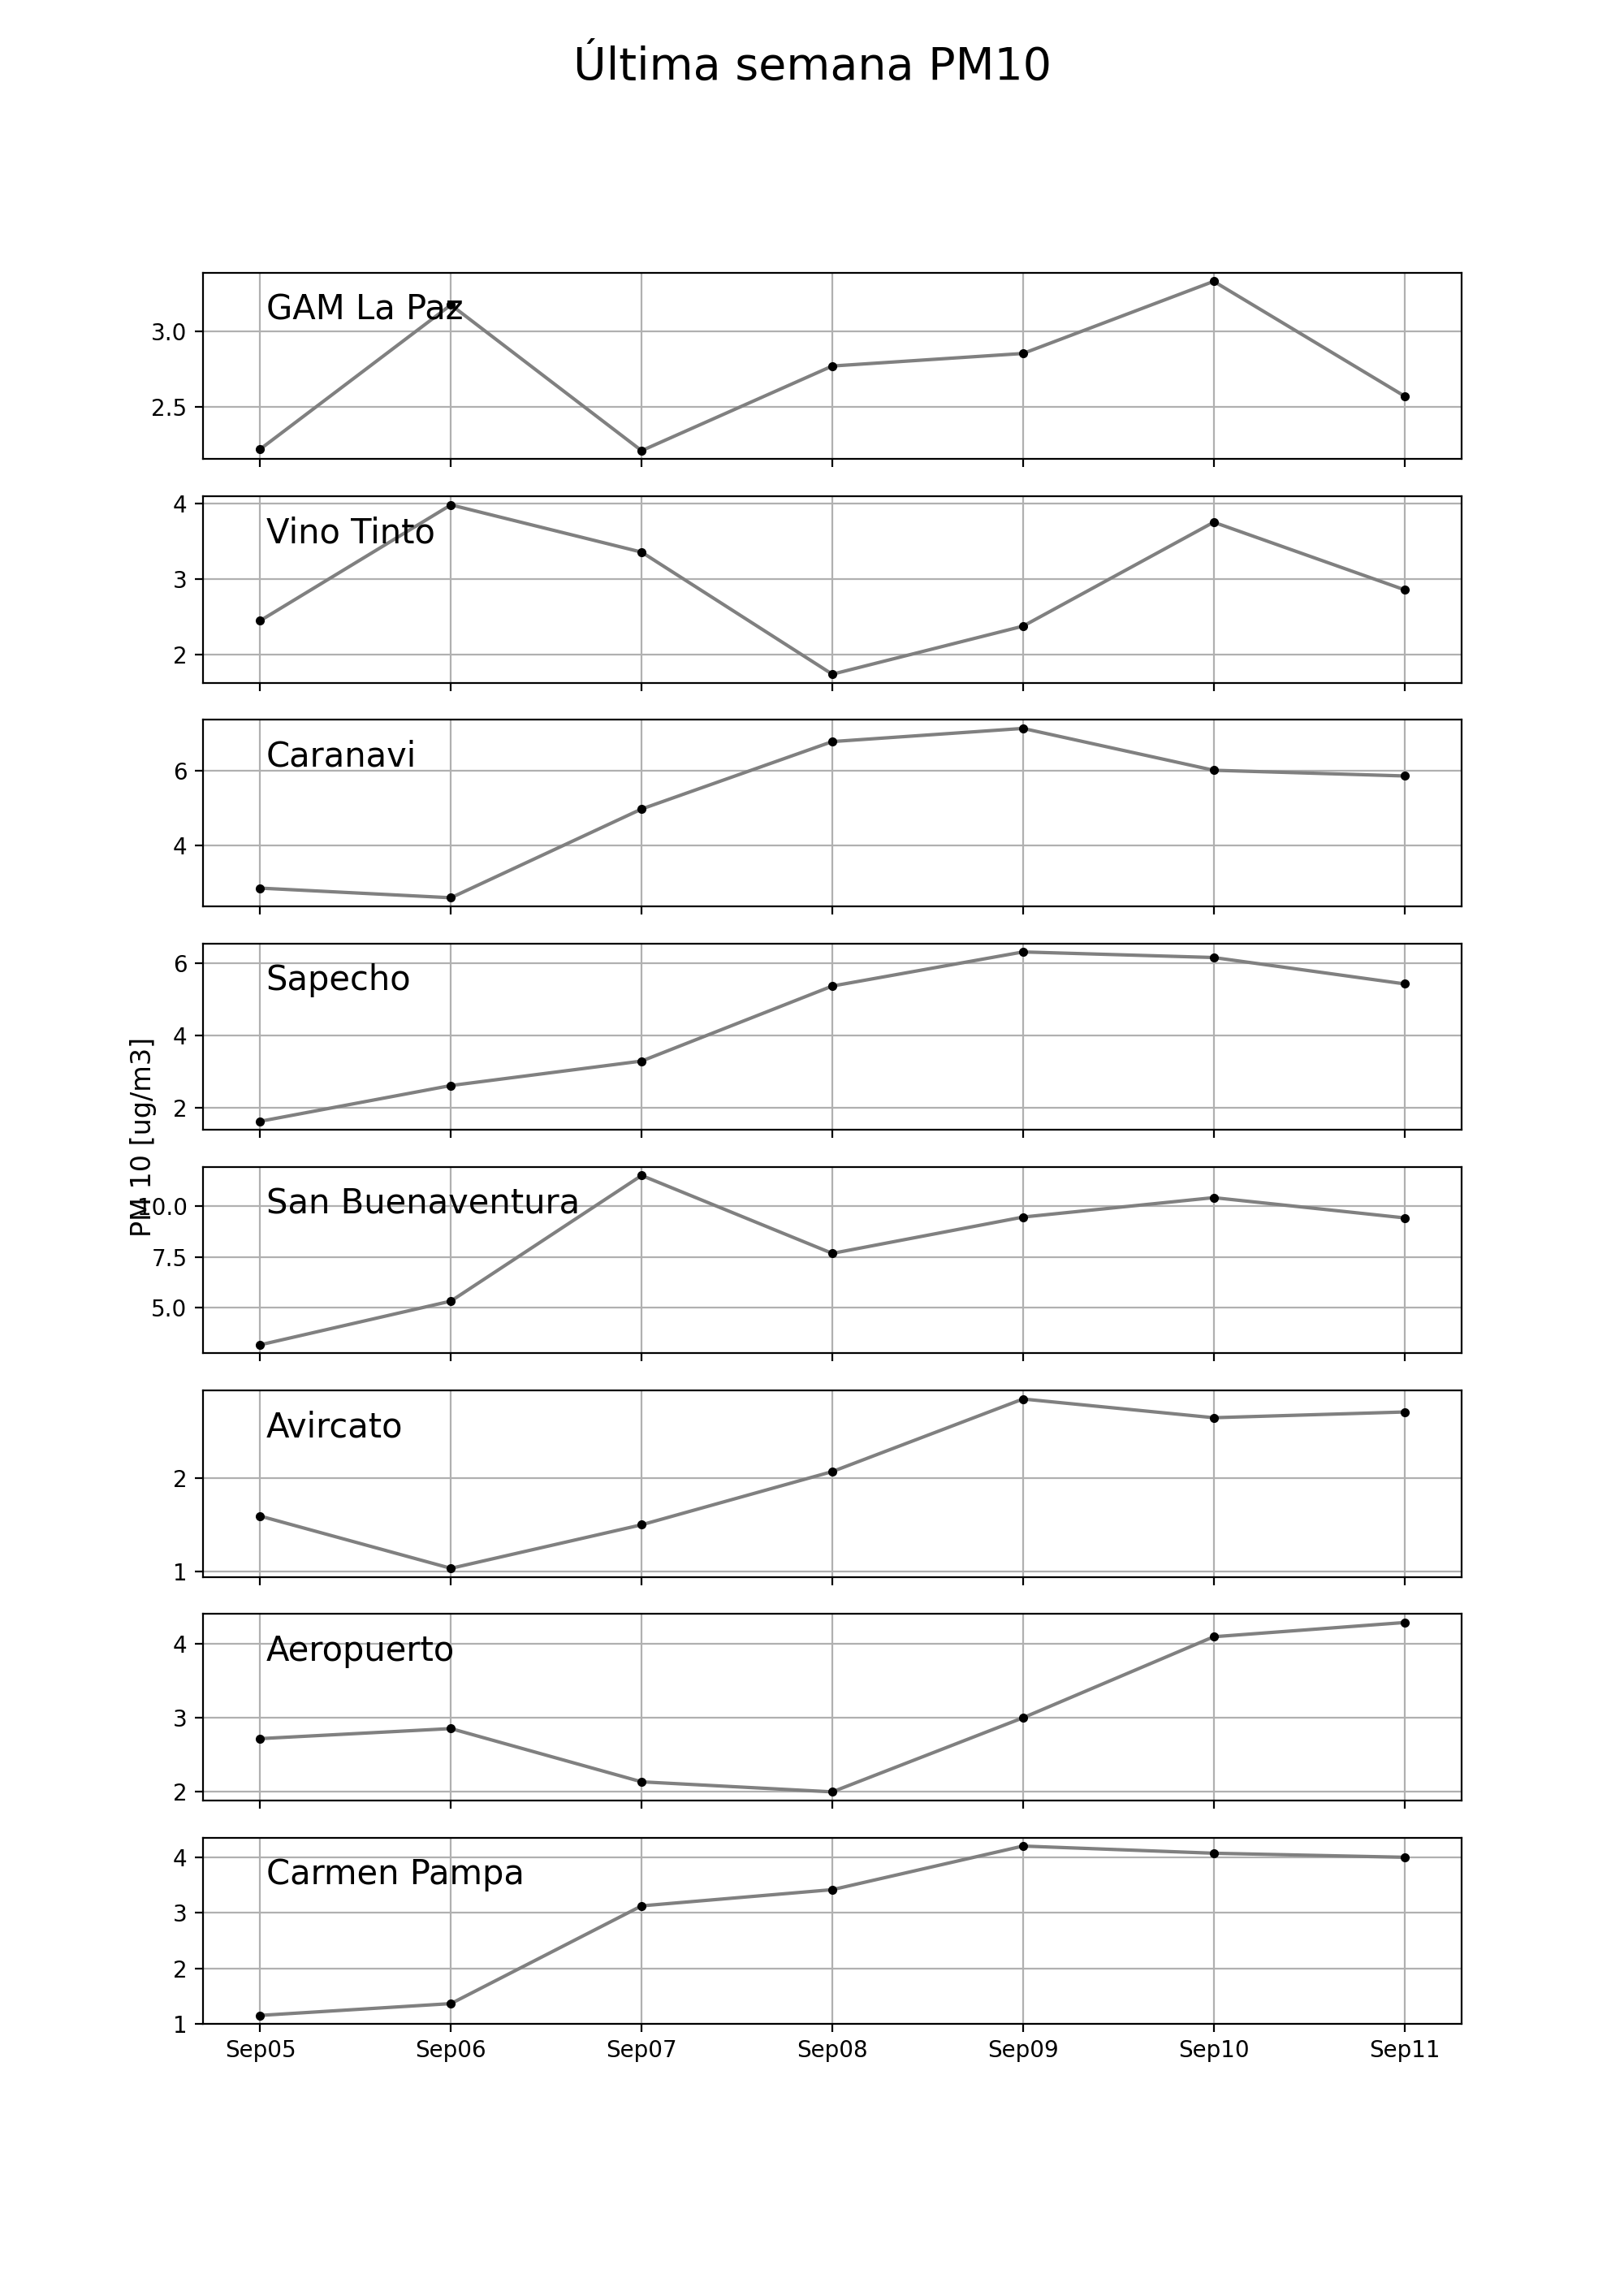 Última semana PM10
GAM La Paz
3.0
2.5
Vino Tinto
4
3
2
Caranavi
6
4
Sapecho
6
4
2
PM 10 [ug/m3]
San Buenaventura
10.0
7.5
5.0
Avircato
2
1
Aeropuerto
4
3
2
Carmen Pampa
4
3
2
1
Sep05 Sep06 Sep07 Sep08 Sep09 Sep10 Sep11